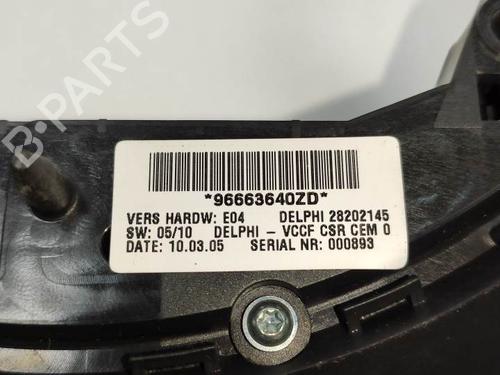 B-PARTS
*96663640ZD*
VERS HARDW: E04 DELPHI 28202145
SW: 05/10 DELPHI - VCCF CSR CEM 0
DATE: 10.03.05 SERIAL NR: 000893